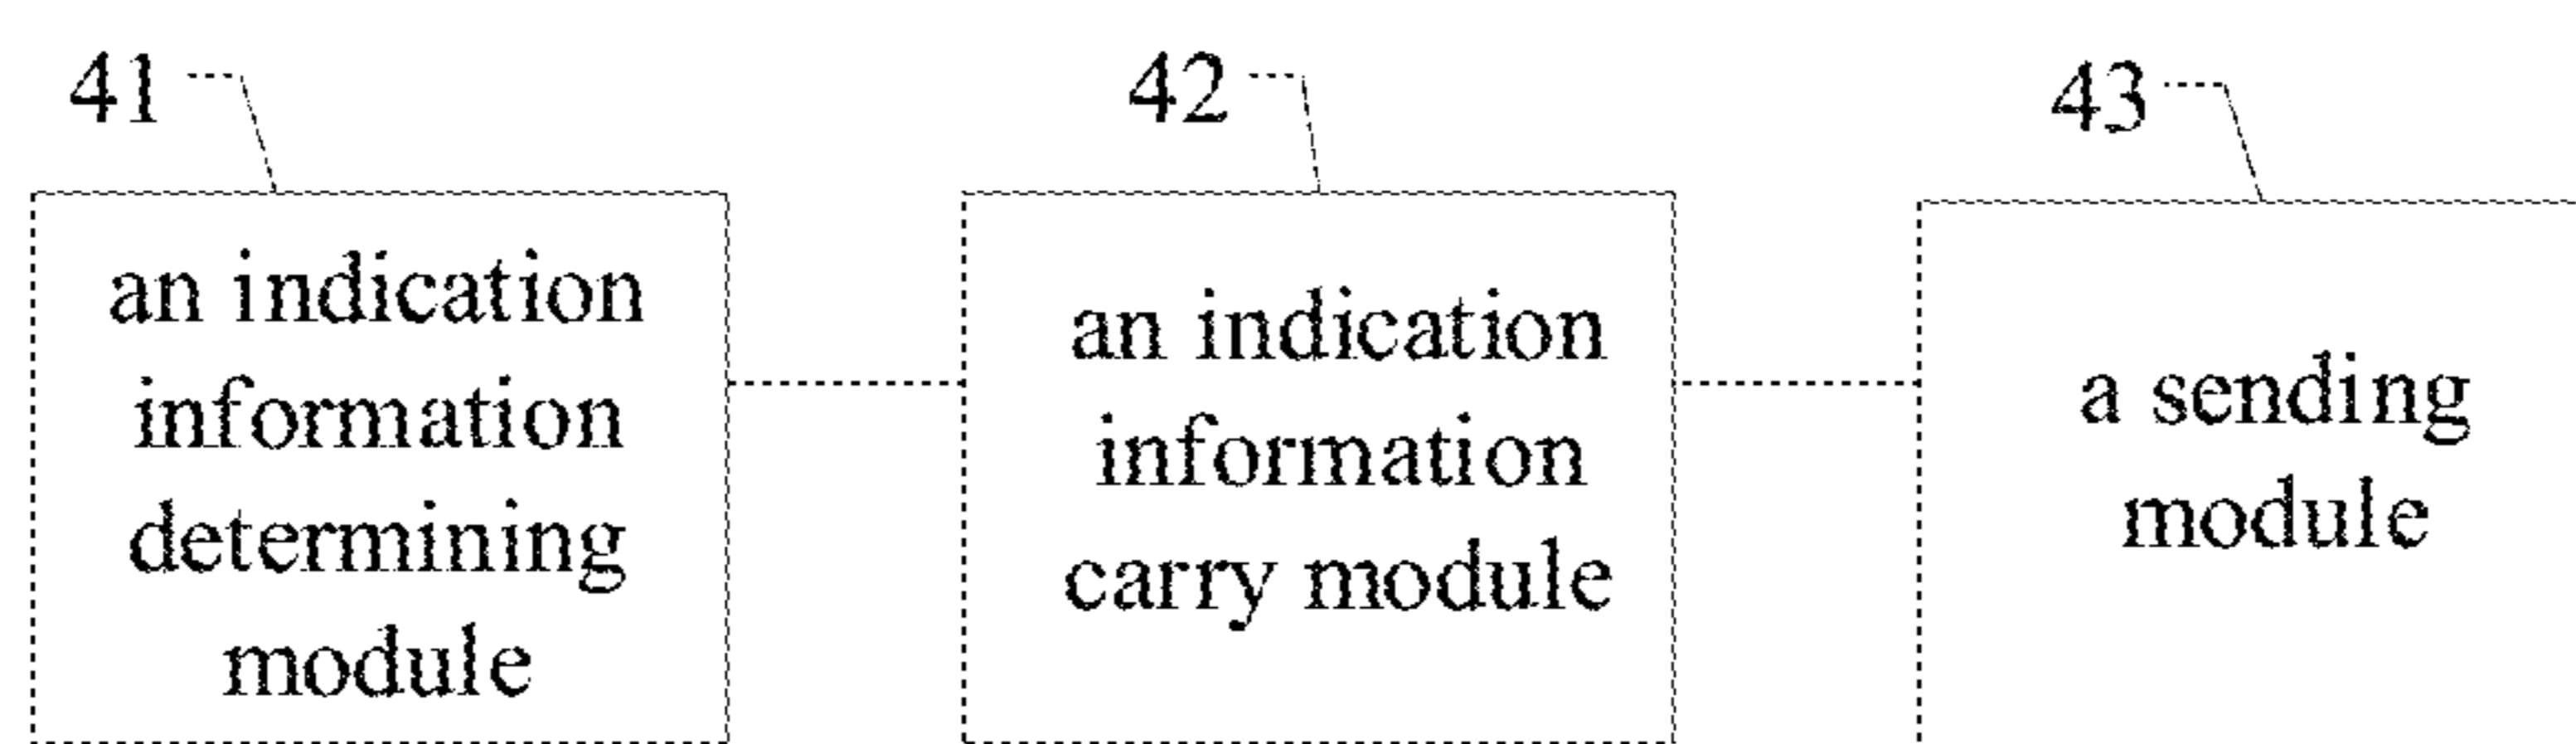 41
42
43
an indication
information
determining
module
an indication
information
carry module
a sending
module